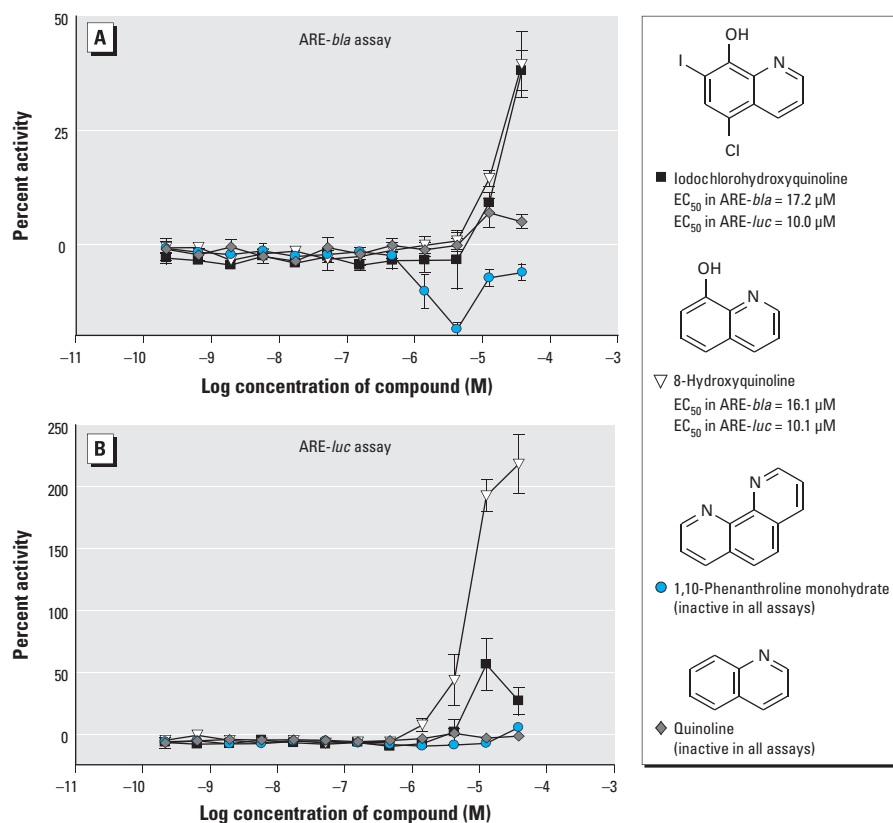 A
ARE-bla assay
Percent activity
50
25
0
–11
–10
–9
–8
–7
–6
–5
–4
–3
Log concentration of compound (M)
B
ARE-luc assay
Percent activity
250
200
150
100
50
0
–11
–10
–9
–8
–7
–6
–5
–4
–3
Log concentration of compound (M)
OH
I
N
Cl
Iodochlorohydroxyquinoline
EC50 in ARE-bla = 17.2 µM
EC50 in ARE-luc = 10.0 µM
OH
N
8-Hydroxyquinoline
EC50 in ARE-bla = 16.1 µM
EC50 in ARE-luc = 10.1 µM
N
N
1,10-Phenanthroline monohydrate
(inactive in all assays)
N
Quinoline
(inactive in all assays)